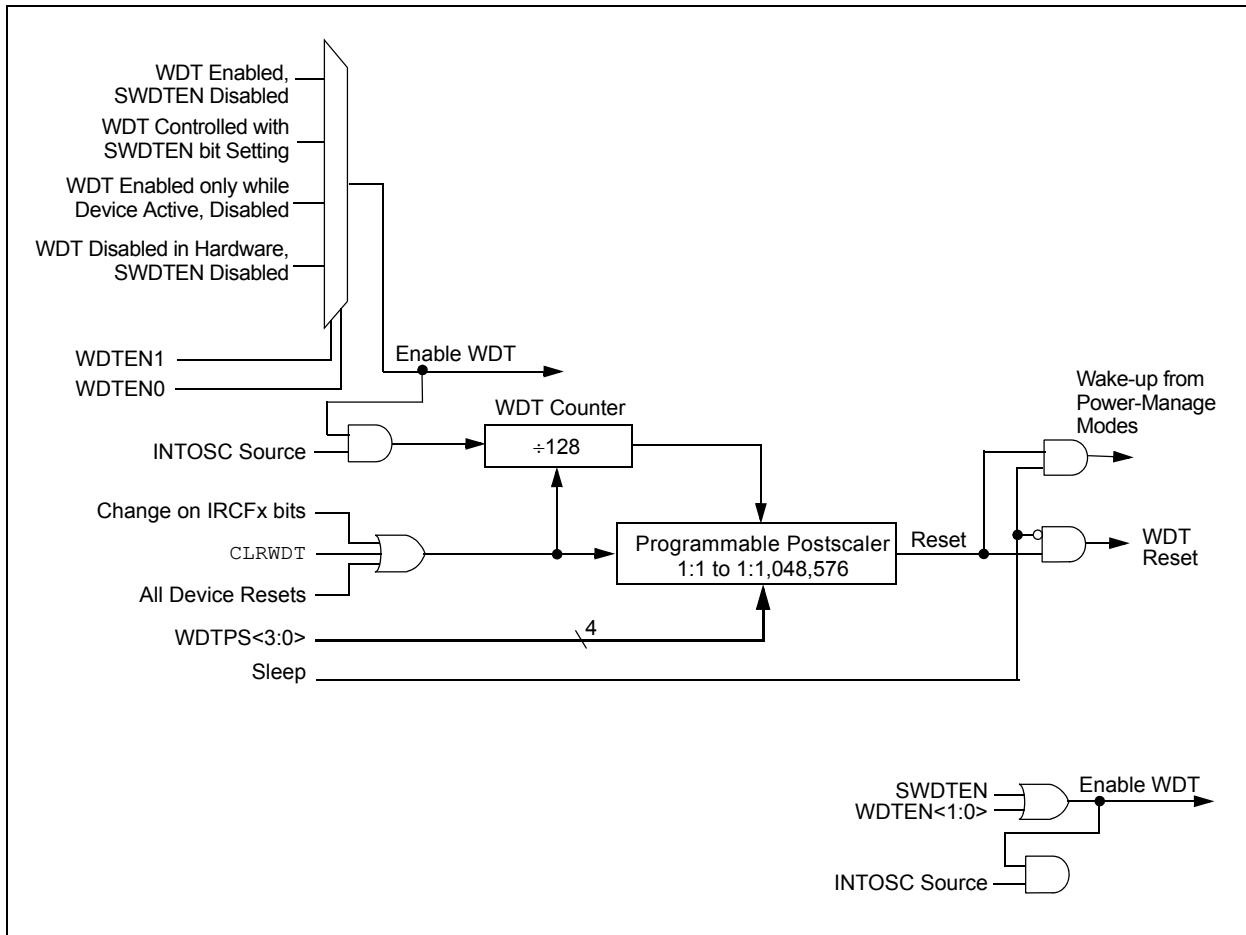 WDT Enabled,
SWDTEN Disabled
WDT Controlled with
SWDTEN bit Setting
WDT Enabled only while
Device Active, Disabled
WDT Disabled in Hardware,
SWDTEN Disabled
WDTEN1
WDTEN0
Enable WDT
WDT Counter
÷128
INTOSC Source
Wake-up from
Power-Manage
Modes
Change on IRCFx bits
CLRWDT
All Device Resets
Programmable Postscaler
1:1 to 1:1,048,576
Reset
WDT
Reset
WDTPS<3:0>
4
Sleep
SWDTEN
WDTEN<1:0>
Enable WDT
INTOSC Source